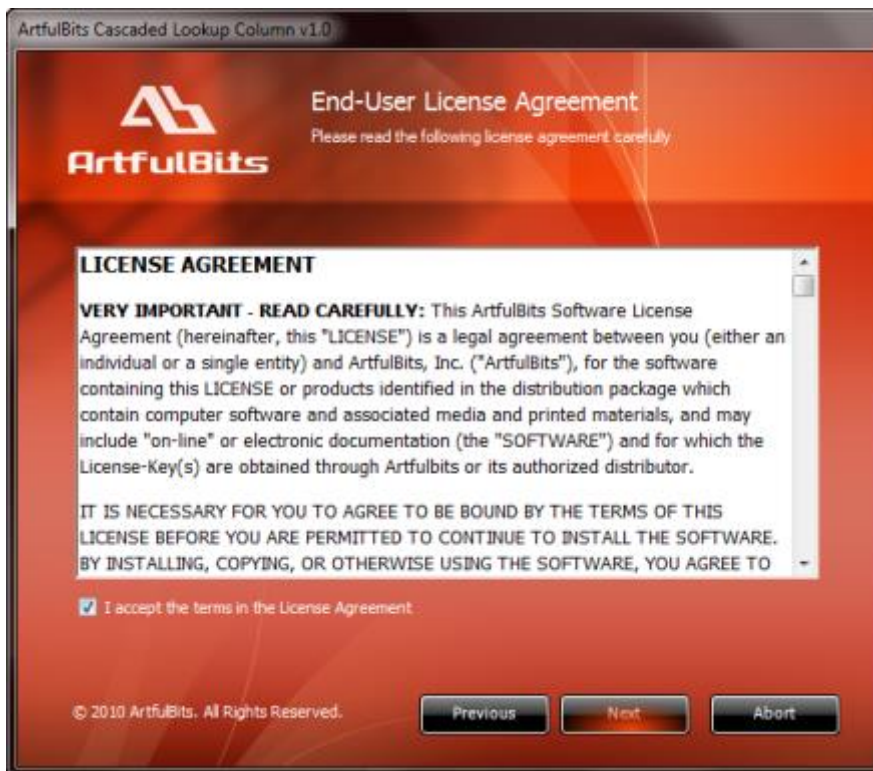 ArtfulBits Cascaded Lookup Column v1.0
ArtfulBits
End-User License Agreement
Please read the following license agreement carefully
LICENSE AGREEMENT
VERY IMPORTANT - READ CAREFULLY: This ArtfulBits Software License
Agreement (hereinafter, this "LICENSE") is a legal agreement between you (either an
individual or a single entity) and ArtfulBits, Inc. ("ArtfulBits"), for the software
containing this LICENSE or products identified in the distribution package which
contain computer software and associated media and printed materials, and may
include "on-line" or electronic documentation (the "SOFTWARE") and for which the
License-Key(s) are obtained through Artfulbits or its authorized distributor.
IT IS NECESSARY FOR YOU TO AGREE TO BE BOUND BY THE TERMS OF THIS
LICENSE BEFORE YOU ARE PERMITTED TO CONTINUE TO INSTALL THE SOFTWARE.
BY INSTALLING, COPYING, OR OTHERWISE USING THE SOFTWARE, YOU AGREE TO
I accept the terms in the License Agreement
© 2010 ArtfulBits. All Rights Reserved.
Previous
Next
Abort